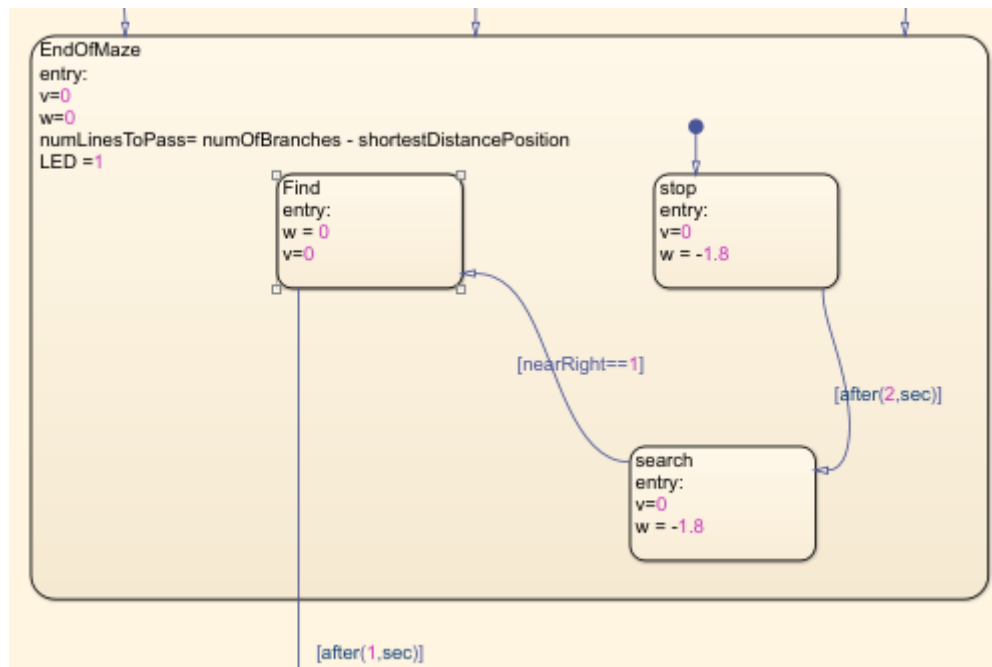 EndOfMaze
entry:
v=0
w=0
numLinesToPass= numOfBranches - shortestDistancePosition
LED =1
Find
entry:
w = 0
v=0
stop
entry:
v=0
w = -1.8
[nearRight==1]
[after(2,sec)]
search
entry:
v=0
w = -1.8
[after(1,sec)]